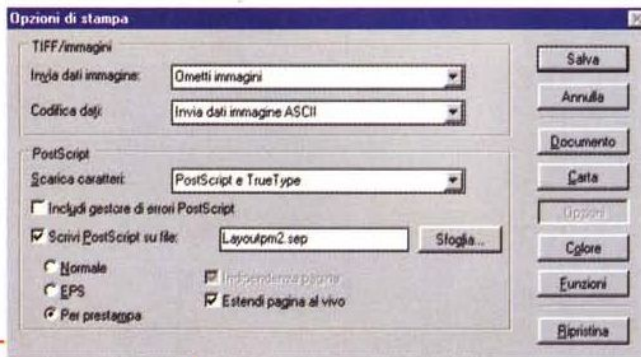 Opzioni di stampa
TIFF/immagini
Invia dati immagine: Ometti immagini
Codifica dati: Invia dati immagine ASCII
PostScript
Scarica caratteri: PostScript e TrueType
Includi gestore di errori PostScript
Scrivi PostScript su file: Layoutpm2.sep Sfoglia...
Normale
Indipendenza pagina
EPS
Estendi pagina al vivo
Per prestampa
Salva
Annulla
Documento
Carta
Opzioni
Colore
Funzioni
Ripristina